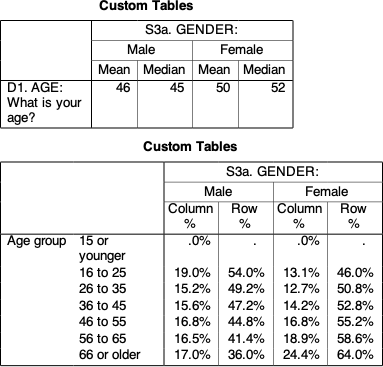 Custom Tables
S3a. GENDER:
Male Female
Mean Median Mean Median
D1. AGE: 46 45 50 52
What is your
age?
Custom Tables
S3a. GENDER:
Male Female
Column Row Column Row
% % % %
Age group 15 or .0% . .0% .
younger
16 to 25 19.0% 54.0% 13.1% 46.0%
26 to 35 15.2% 49.2% 12.7% 50.8%
36 to 45 15.6% 47.2% 14.2% 52.8%
46 to 55 16.8% 44.8% 16.8% 55.2%
56 to 65 16.5% 41.4% 18.9% 58.6%
66 or older 17.0% 36.0% 24.4% 64.0%